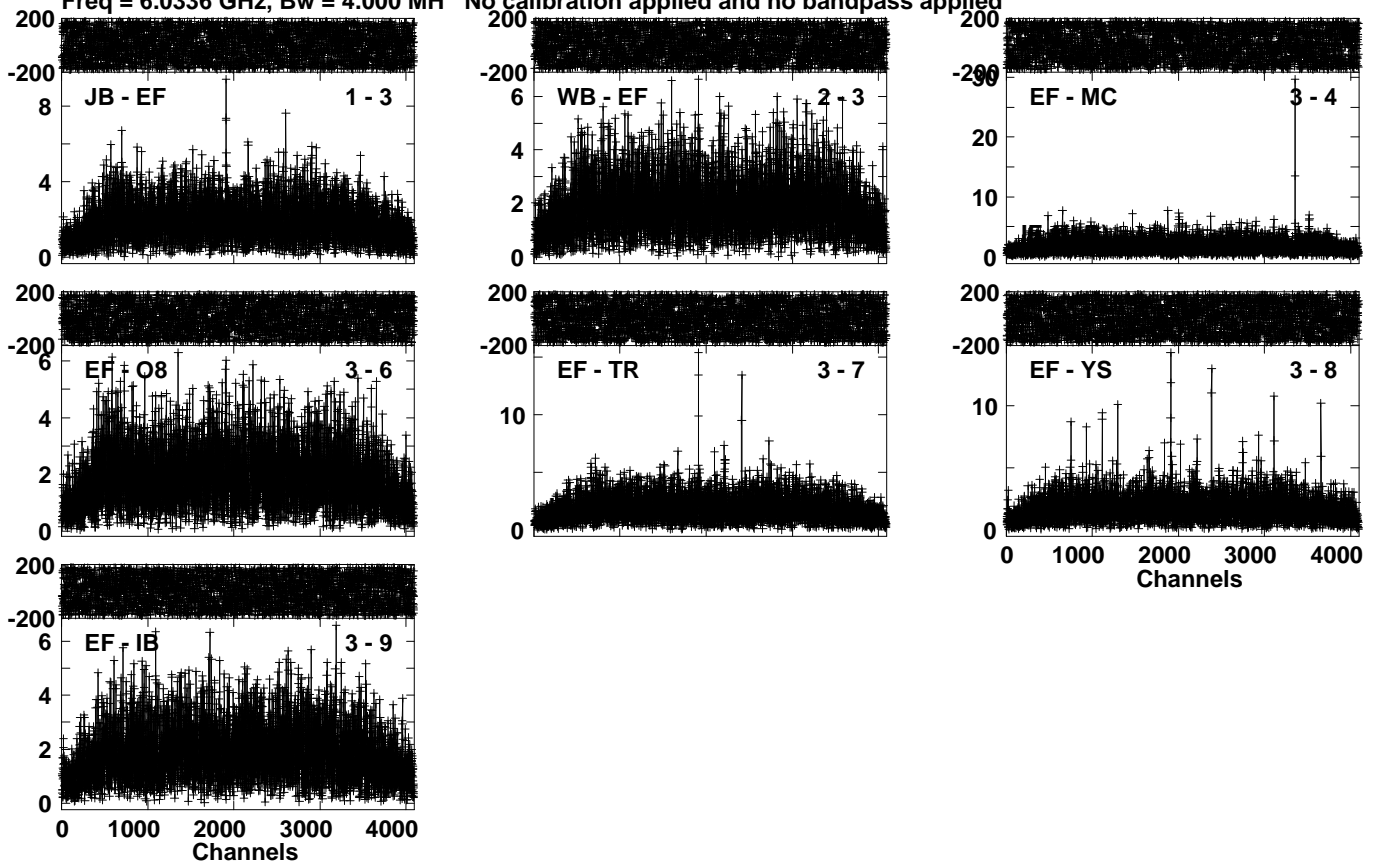 Freq = 6.0336 GHz, Bw = 4.000 MH No calibration applied and no bandpass applied
200 200 200
-200 -200 -200
JB - EF 1 - 3 WB - EF 2 - 3 EF - MC 3 - 4
8 6 30
4 4 20
0 2 10
0 0
IF
200 200 200
-200 -200 -200
EF - O8 3 - 6 EF - TR 3 - 7 EF - YS 3 - 8
6 10 10
4 0 0
2
0
0 1000 2000 3000 4000
Channels
200
-200
EF - IB 3 - 9
6
4
2
0
0 1000 2000 3000 4000
Channels